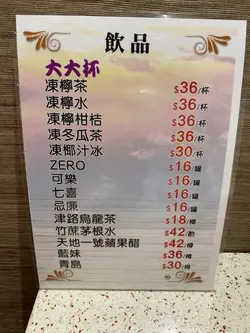 飲品
大大杯
凍檸茶 $36/杯
凍檸水 $36/杯
凍檸柑桔 $36/杯
凍冬瓜茶 $36/杯
凍椰汁冰 $30/杯
ZERO $16/罐
可樂 $16/罐
七喜 $16/罐
忌廉 $16/罐
津路烏龍茶 $18/樽
竹蔗茅根水 $42/酌
天地一號蘋果醋 $42/樽
藍妹 $36/樽
青島 $30/樽